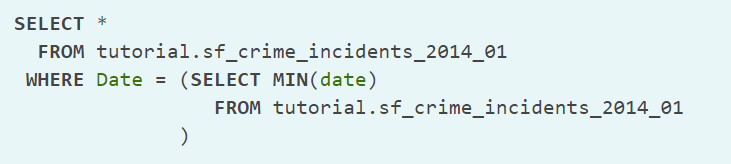 SELECT *
  FROM tutorial.sf_crime_incidents_2014_01
 WHERE Date = (SELECT MIN(date)
                 FROM tutorial.sf_crime_incidents_2014_01
              )